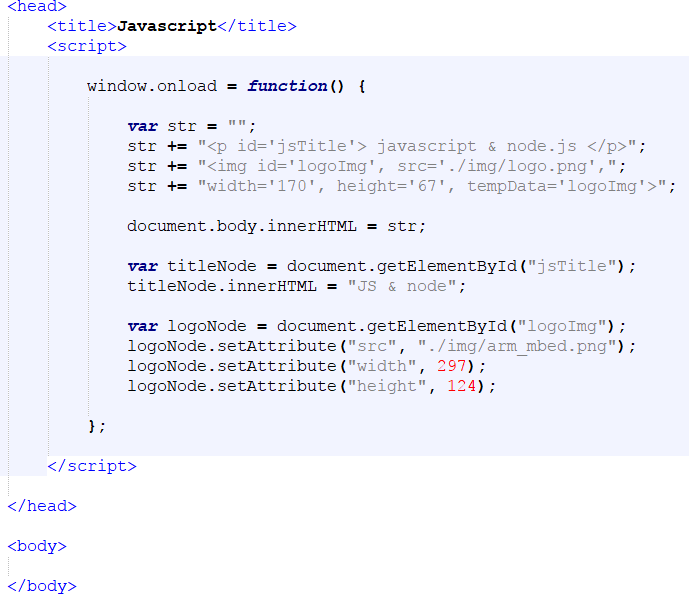 <head>
<title>Javascript</title>
<script>
window.onload = function() {
var str = "";
str += "<p id='jsTitle'> javascript & node.js </p>";
str += "<img id='logoImg', src='./img/logo.png',";
str += "width='170', height='67', tempData='logoImg'>";
document.body.innerHTML = str;
var titleNode = document.getElementById("jsTitle");
titleNode.innerHTML = "JS & node";
var logoNode = document.getElementById("logoImg");
logoNode.setAttribute("src", "./img/arm_mbed.png");
logoNode.setAttribute("width", 297);
logoNode.setAttribute("height", 124);
};
</script>
</head>
<body>
</body>